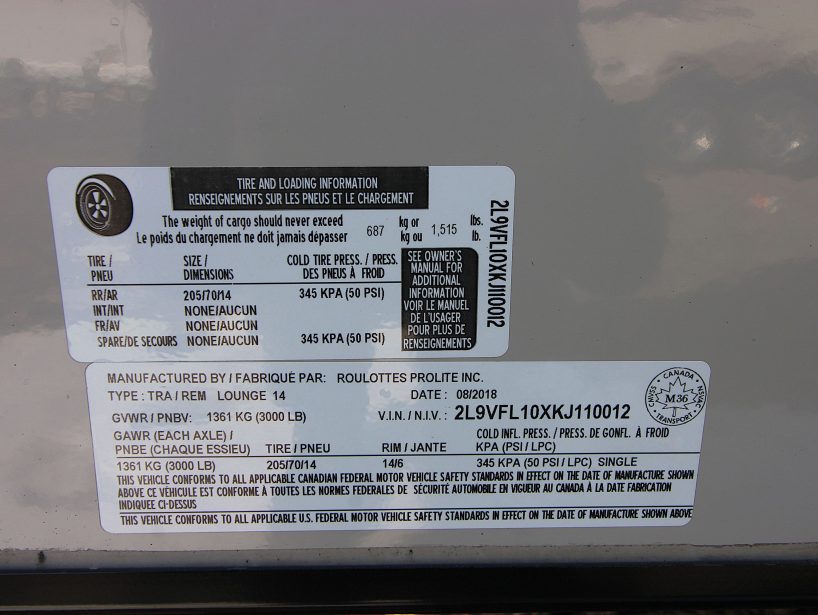 TIRE AND LOADING INFORMATION
RENSEIGNEMENTS SUR LES PNEUS ET LE CHARGEMENT
The weight of cargo should never exceed 687 kg or 1,515 lbs.
Le poids du chargement ne doit jamais dépasser kg ou lb.
TIRE / SIZE / COLD TIRE PRESS. / PRESS.
PNEU DIMENSIONS DES PNEUS À FROID
RR/AR 205/70/14 345 KPA (50 PSI)
INT/INT NONE/AUCUN
FR/AV NONE/AUCUN
SPARE/DE SECOURS NONE/AUCUN 345 KPA (50 PSI)
SEE OWNER'S
MANUAL FOR
ADDITIONAL
INFORMATION
VOIR LE MANUEL
DE L'USAGER
POUR PLUS DE
RENSEIGNEMENTS
2L9VFL10XKJ110012
MANUFACTURED BY / FABRIQUÉ PAR: ROULOTTES PROLITE INC.
TYPE : TRA / REM LOUNGE 14 DATE : 08/2018
GVWR / PNBV: 1361 KG (3000 LB) V.I.N. / N.I.V. : 2L9VFL10XKJ110012
GAWR (EACH AXLE) / COLD INFL. PRESS. / PRESS. DE GONFL. À FROID
PNBE (CHAQUE ESSIEU) TIRE / PNEU RIM / JANTE KPA (PSI / LPC)
1361 KG (3000 LB) 205/70/14 14/6 345 KPA (50 PSI / LPC) SINGLE
THIS VEHICLE CONFORMS TO ALL APPLICABLE CANADIAN FEDERAL MOTOR VEHICLE SAFETY STANDARDS IN EFFECT ON THE DATE OF MANUFACTURE SHOWN
ABOVE CE VÉHICULE EST CONFORME À TOUTES LES NORMES FEDERALES DE SÉCURITÉ AUTOMOBILE EN VIGUEUR AU CANADA À LA DATE FABRICATION
INDIQUEE CI-DESSUS
THIS VEHICLE CONFORMS TO ALL APPLICABLE U.S. FEDERAL MOTOR VEHICLE SAFETY STANDARDS IN EFFECT ON THE DATE OF MANUFACTURE SHOWN ABOVE
CANADA
CMVSS
M36
NSVAC
TRANSPORT